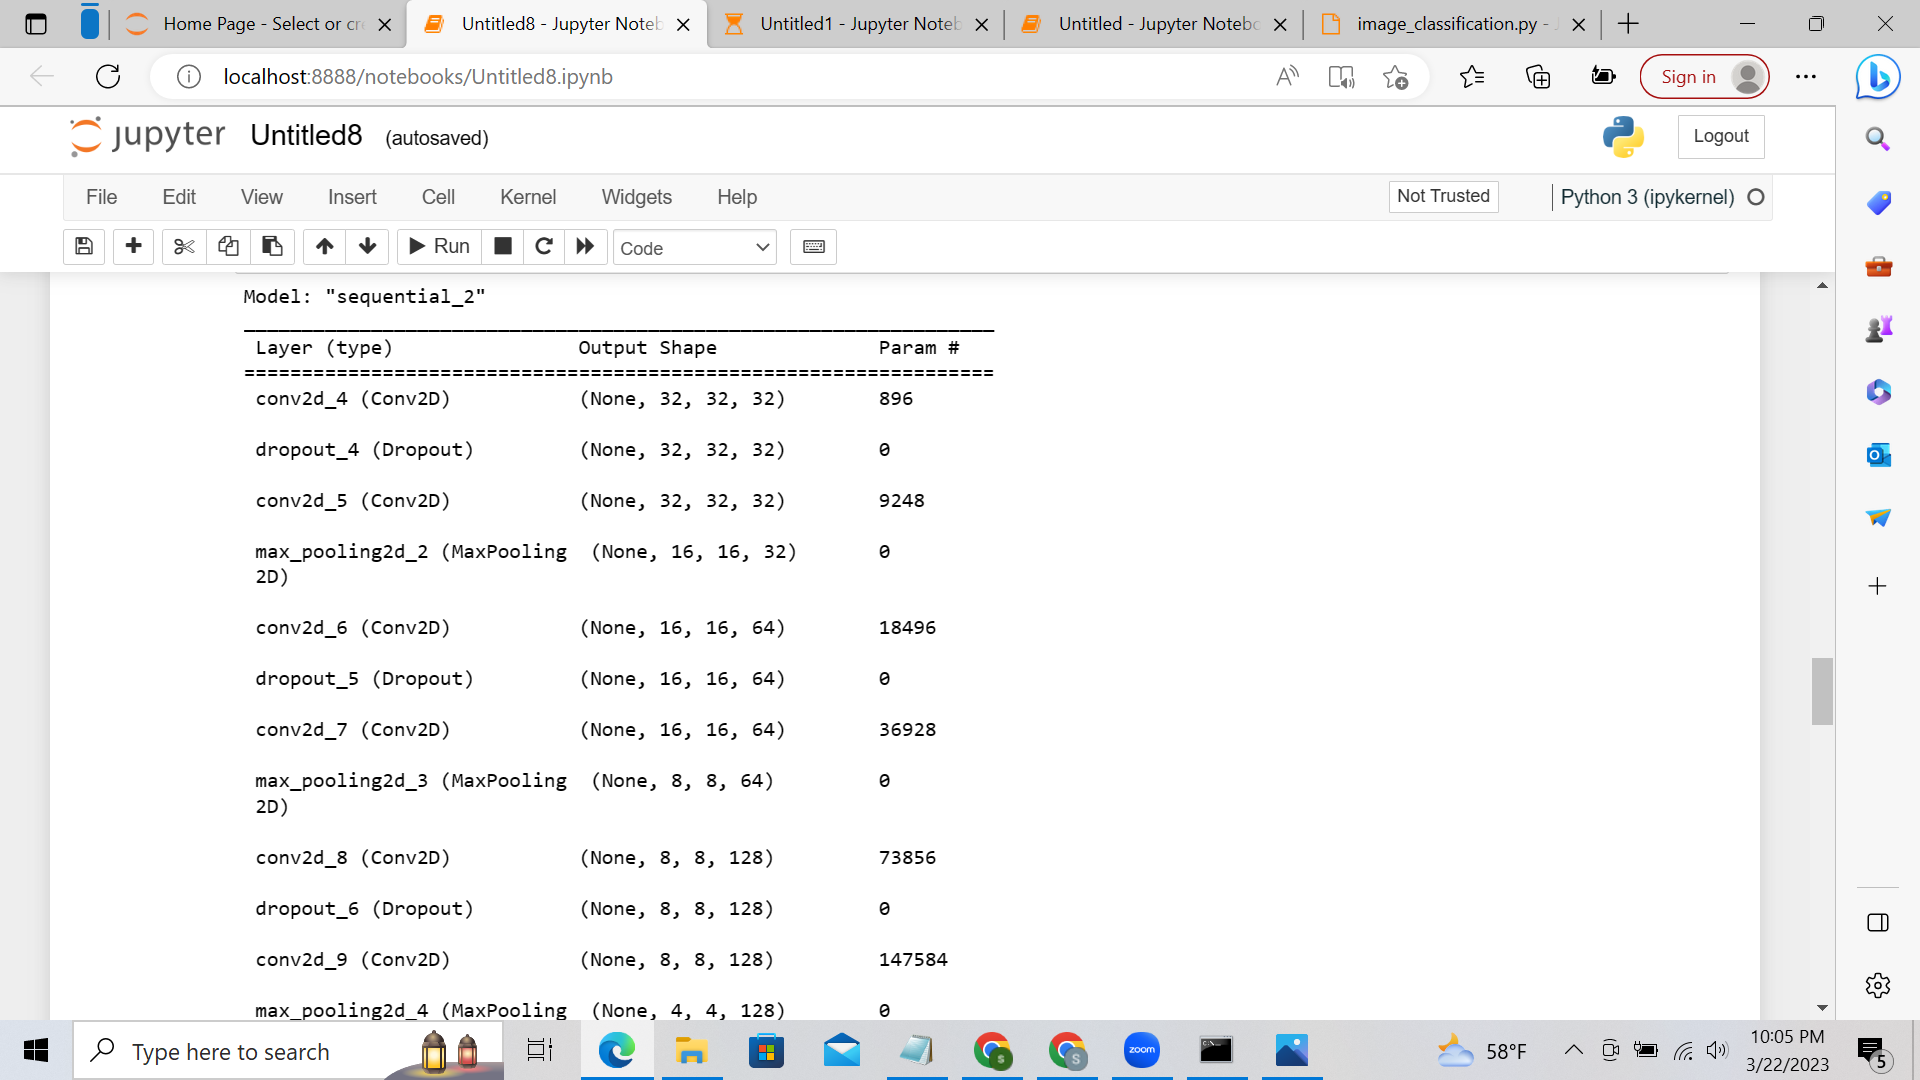 Home Page - Select or cr
Untitled8 - Jupyter Noteb
Untitled1 - Jupyter Noteb
Untitled - Jupyter Notebo
image_classification.py -
localhost:8888/notebooks/Untitled8.ipynb
Sign in
jupyter Untitled8 (autosaved)
Logout
File Edit View Insert Cell Kernel Widgets Help
Not Trusted
Python 3 (ipykernel)
Run
Code
Model: "sequential_2"
Layer (type) Output Shape Param #
=================================================================
conv2d_4 (Conv2D) (None, 32, 32, 32) 896
dropout_4 (Dropout) (None, 32, 32, 32) 0
conv2d_5 (Conv2D) (None, 32, 32, 32) 9248
max_pooling2d_2 (MaxPooling (None, 16, 16, 32) 0
2D)
conv2d_6 (Conv2D) (None, 16, 16, 64) 18496
dropout_5 (Dropout) (None, 16, 16, 64) 0
conv2d_7 (Conv2D) (None, 16, 16, 64) 36928
max_pooling2d_3 (MaxPooling (None, 8, 8, 64) 0
2D)
conv2d_8 (Conv2D) (None, 8, 8, 128) 73856
dropout_6 (Dropout) (None, 8, 8, 128) 0
conv2d_9 (Conv2D) (None, 8, 8, 128) 147584
max_pooling2d_4 (MaxPooling (None, 4, 4, 128) 0
Type here to search
S
S
zoom
58°F
10:05 PM
3/22/2023
5